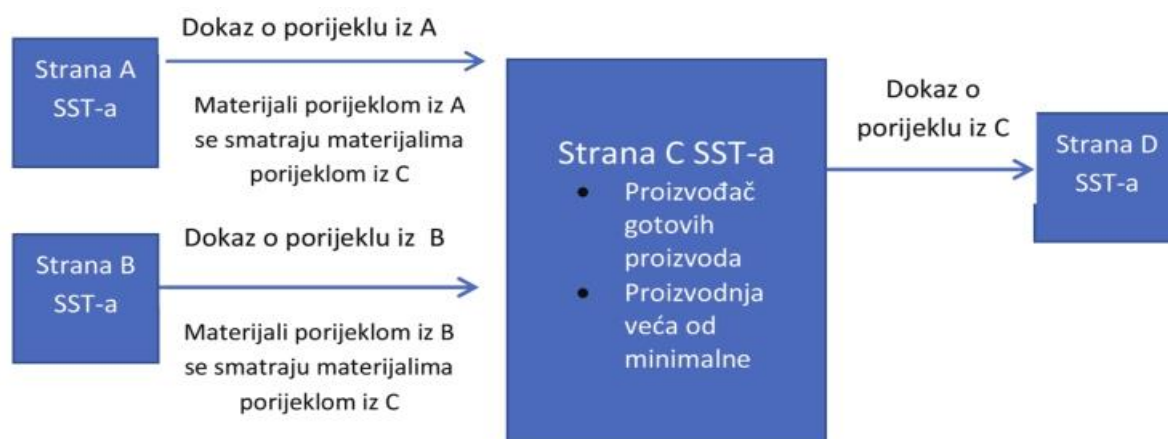 Dokaz o porijeklu iz A
Strana A
SST-a
Materijali porijeklom iz A
se smatraju materijalima
porijeklom iz C
Dokaz o porijeklu iz B
Strana B
SST-a
Materijali porijeklom iz B
se smatraju materijalima
porijeklom iz C
Strana C SST-a
• Proizvođač
gotovih
proizvoda
• Proizvodnja
veća od
minimalne
Dokaz o
porijeklu iz C
Strana D
SST-a